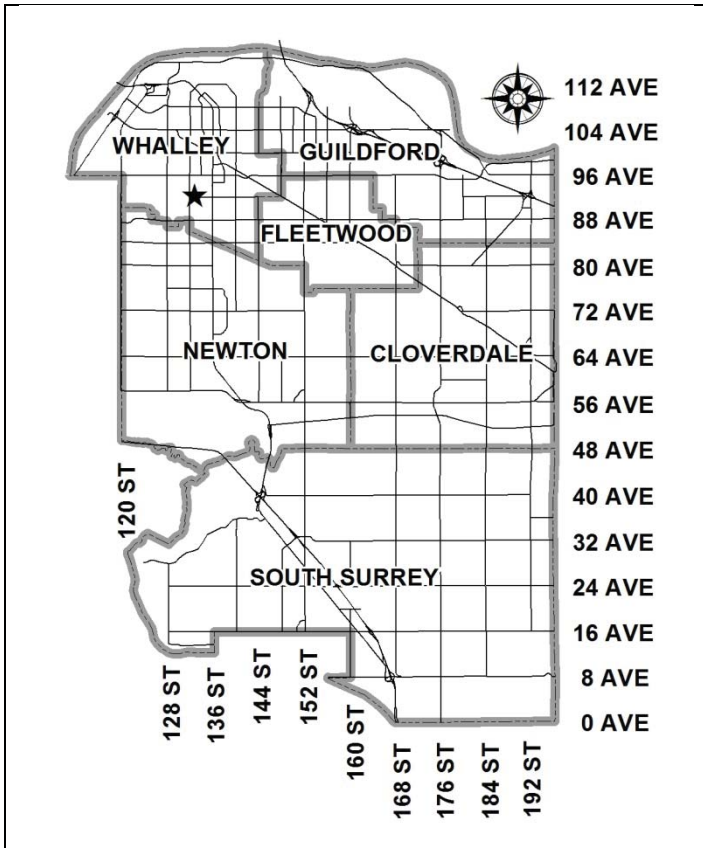 112 AVE
104 AVE
WHALLEY
GUILDFORD
96 AVE
88 AVE
FLEETWOOD
80 AVE
72 AVE
NEWTON
CLOVERDALE
64 AVE
56 AVE
48 AVE
120 ST
40 AVE
32 AVE
SOUTH SURREY
24 AVE
16 AVE
128 ST
136 ST
144 ST
152 ST
8 AVE
160 ST
0 AVE
168 ST
176 ST
184 ST
192 ST